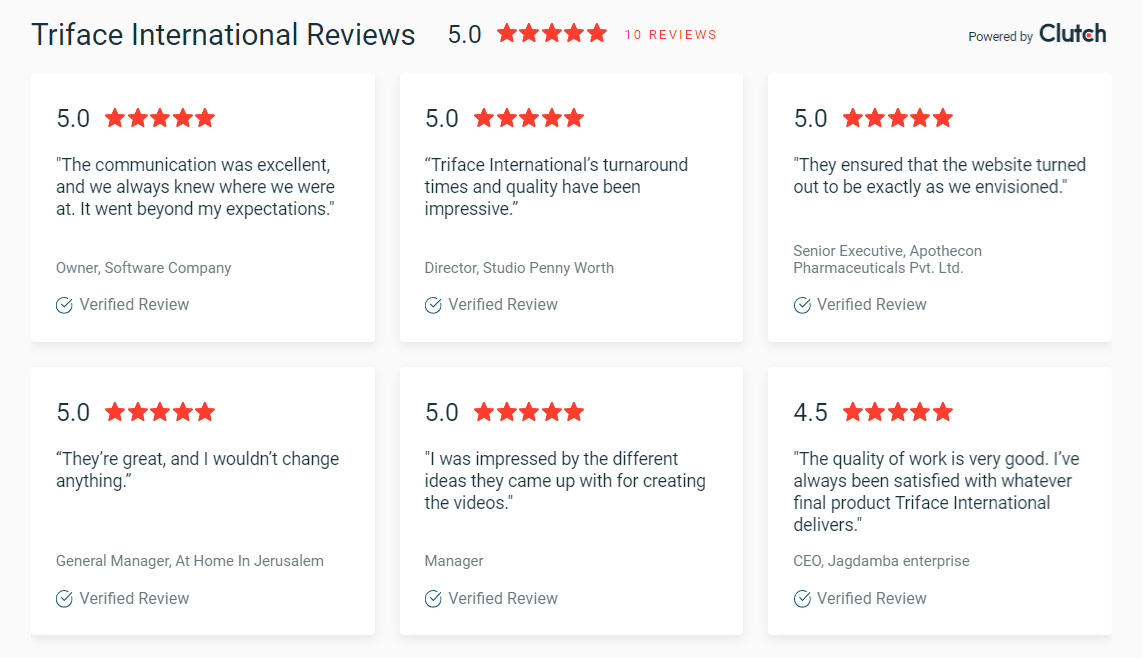 Triface International Reviews 5.0 10 REVIEWS Powered by Clutch
5.0
"The communication was excellent,
and we always knew where we were
at. It went beyond my expectations."
Owner, Software Company
Verified Review
5.0
“Triface International’s turnaround
times and quality have been
impressive.”
Director, Studio Penny Worth
Verified Review
5.0
"They ensured that the website turned
out to be exactly as we envisioned."
Senior Executive, Apothecon
Pharmaceuticals Pvt. Ltd.
Verified Review
5.0
“They’re great, and I wouldn’t change
anything.”
General Manager, At Home In Jerusalem
Verified Review
5.0
"I was impressed by the different
ideas they came up with for creating
the videos."
Manager
Verified Review
4.5
"The quality of work is very good. I’ve
always been satisfied with whatever
final product Triface International
delivers."
CEO, Jagdamba enterprise
Verified Review